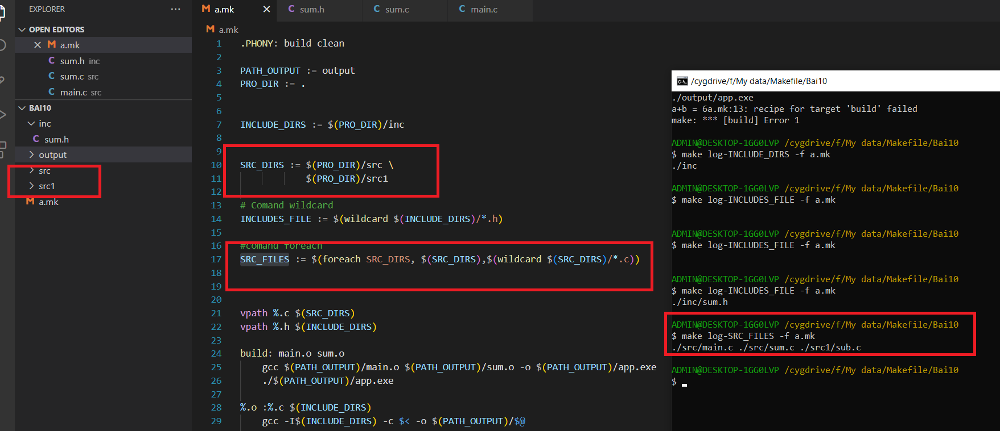 EXPLORER
···
OPEN EDITORS
a.mk
sum.h inc
sum.c src
main.c src
BAI10
inc
sum.h
output
src
src1
a.mk
a.mk
sum.h
sum.c
main.c
a.mk
1 .PHONY: build clean
2
3 PATH_OUTPUT := output
4 PRO_DIR := .
5
6
7 INCLUDE_DIRS := $(PRO_DIR)/inc
8
9
10 SRC_DIRS := $(PRO_DIR)/src \
11 $(PRO_DIR)/src1
12
13 # Comand wildcard
14 INCLUDES_FILE := $(wildcard $(INCLUDE_DIRS)/*.h)
15
16 #comand foreach
17 SRC_FILES := $(foreach SRC_DIRS, $(SRC_DIRS),$(wildcard $(SRC_DIRS)/*.c))
18
19
20
21 vpath %.c $(SRC_DIRS)
22 vpath %.h $(INCLUDE_DIRS)
23
24 build: main.o sum.o
25 gcc $(PATH_OUTPUT)/main.o $(PATH_OUTPUT)/sum.o -o $(PATH_OUTPUT)/app.exe
26 ./$(PATH_OUTPUT)/app.exe
27
28 %.o :%.c $(INCLUDE_DIRS)
29 gcc -I$(INCLUDE_DIRS) -c $< -o $(PATH_OUTPUT)/$@
/cygdrive/f/My data/Makefile/Bai10
./output/app.exe
a+b = 6a.mk:13: recipe for target 'build' failed
make: *** [build] Error 1
ADMIN@DESKTOP-1GG0LVP /cygdrive/f/My data/Makefile/Bai10
$ make log-INCLUDE_DIRS -f a.mk
./inc
ADMIN@DESKTOP-1GG0LVP /cygdrive/f/My data/Makefile/Bai10
$ make log-INCLUDES_FILE -f a.mk
ADMIN@DESKTOP-1GG0LVP /cygdrive/f/My data/Makefile/Bai10
$ make log-INCLUDES_FILE -f a.mk
ADMIN@DESKTOP-1GG0LVP /cygdrive/f/My data/Makefile/Bai10
$ make log-INCLUDES_FILE -f a.mk
./inc/sum.h
ADMIN@DESKTOP-1GG0LVP /cygdrive/f/My data/Makefile/Bai10
$ make log-SRC_FILES -f a.mk
./src/main.c ./src/sum.c ./src1/sub.c
ADMIN@DESKTOP-1GG0LVP /cygdrive/f/My data/Makefile/Bai10
$